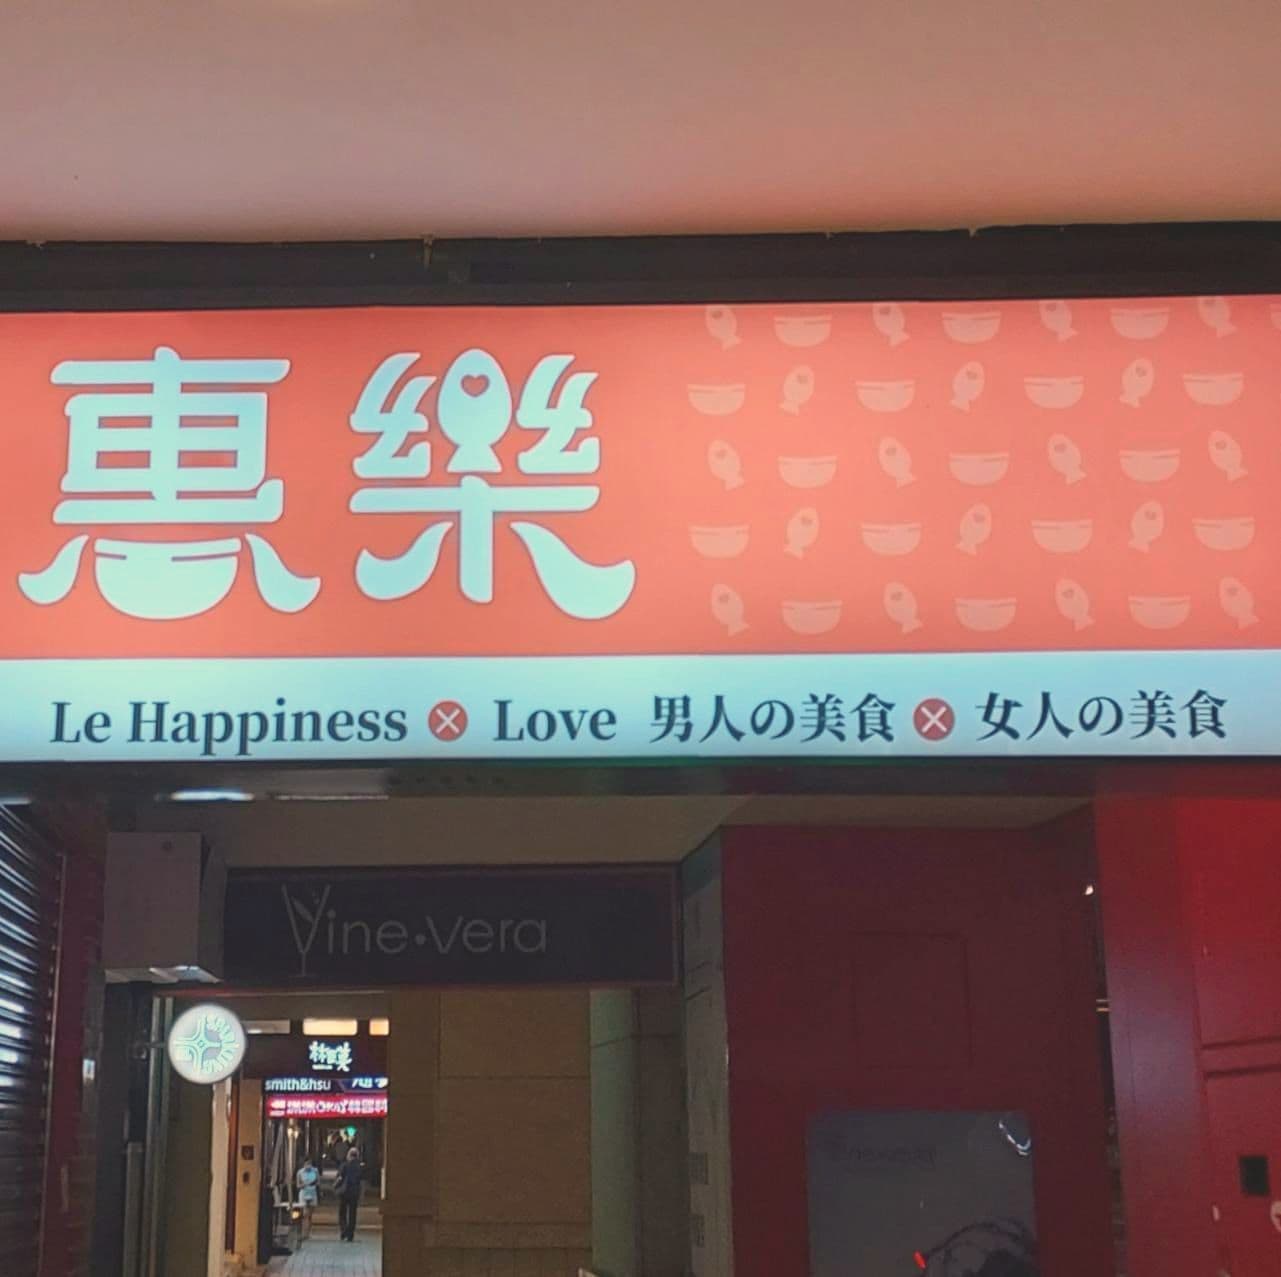 惠樂
Le Happiness × Love 男人の美食 × 女人の美食
Vine·vera
smith&hsu